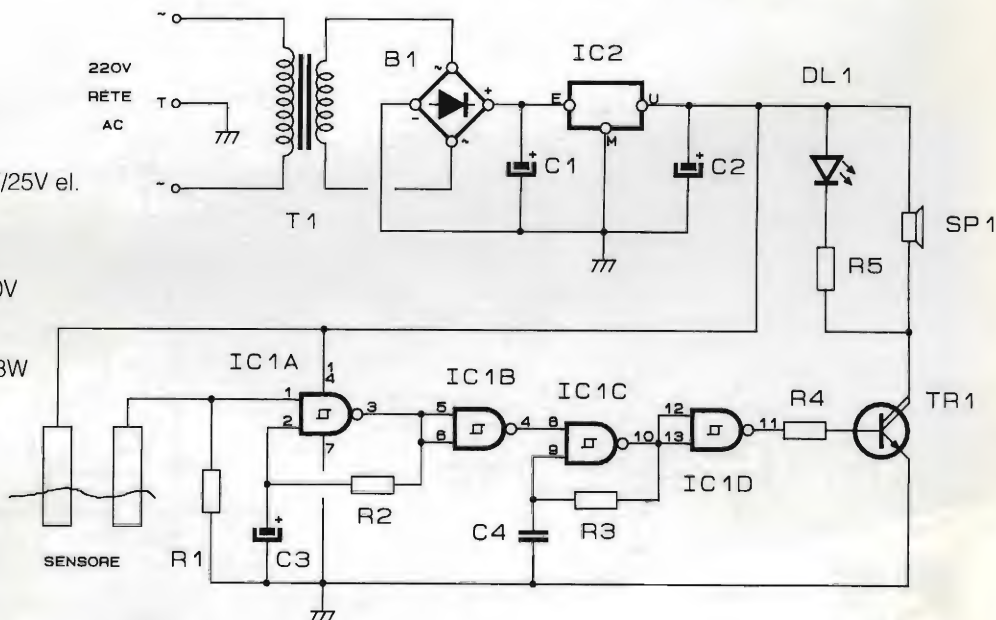 ~
220V
RETE
AC
T
~
T1
B1
~
+
-
~
IC2
E
U
M
+
C1
+
C2
DL1
R5
SP1
/25V el.
0V
3W
IC1A
1
4
1
2
3
7
IC1B
5
6
4
IC1C
8
9
10
12
13
11
IC1D
R4
TR1
R2
R3
C4
+
C3
R1
SENSORE